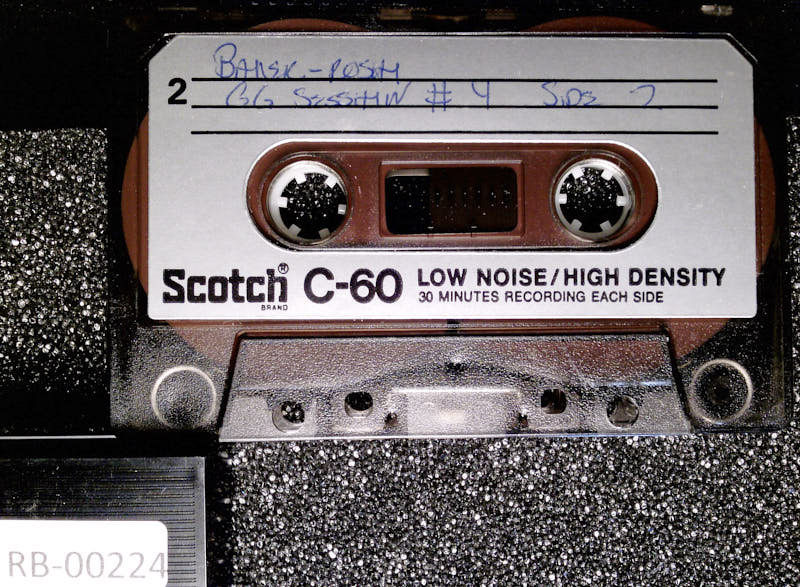 2
GG SESSION # 4 SIDE 2
Scotch® BRAND
C-60
LOW NOISE/HIGH DENSITY
30 MINUTES RECORDING EACH SIDE
RB-00224